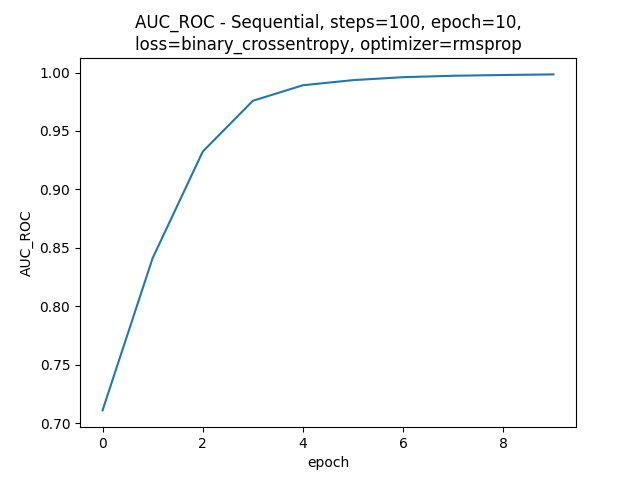 AUC_ROC - Sequential, steps=100, epoch=10,
loss=binary_crossentropy, optimizer=rmsprop
1.00
0.95
0.90
0.85
0.80
0.75
0.70
AUC_ROC
0 2 4 6 8
epoch